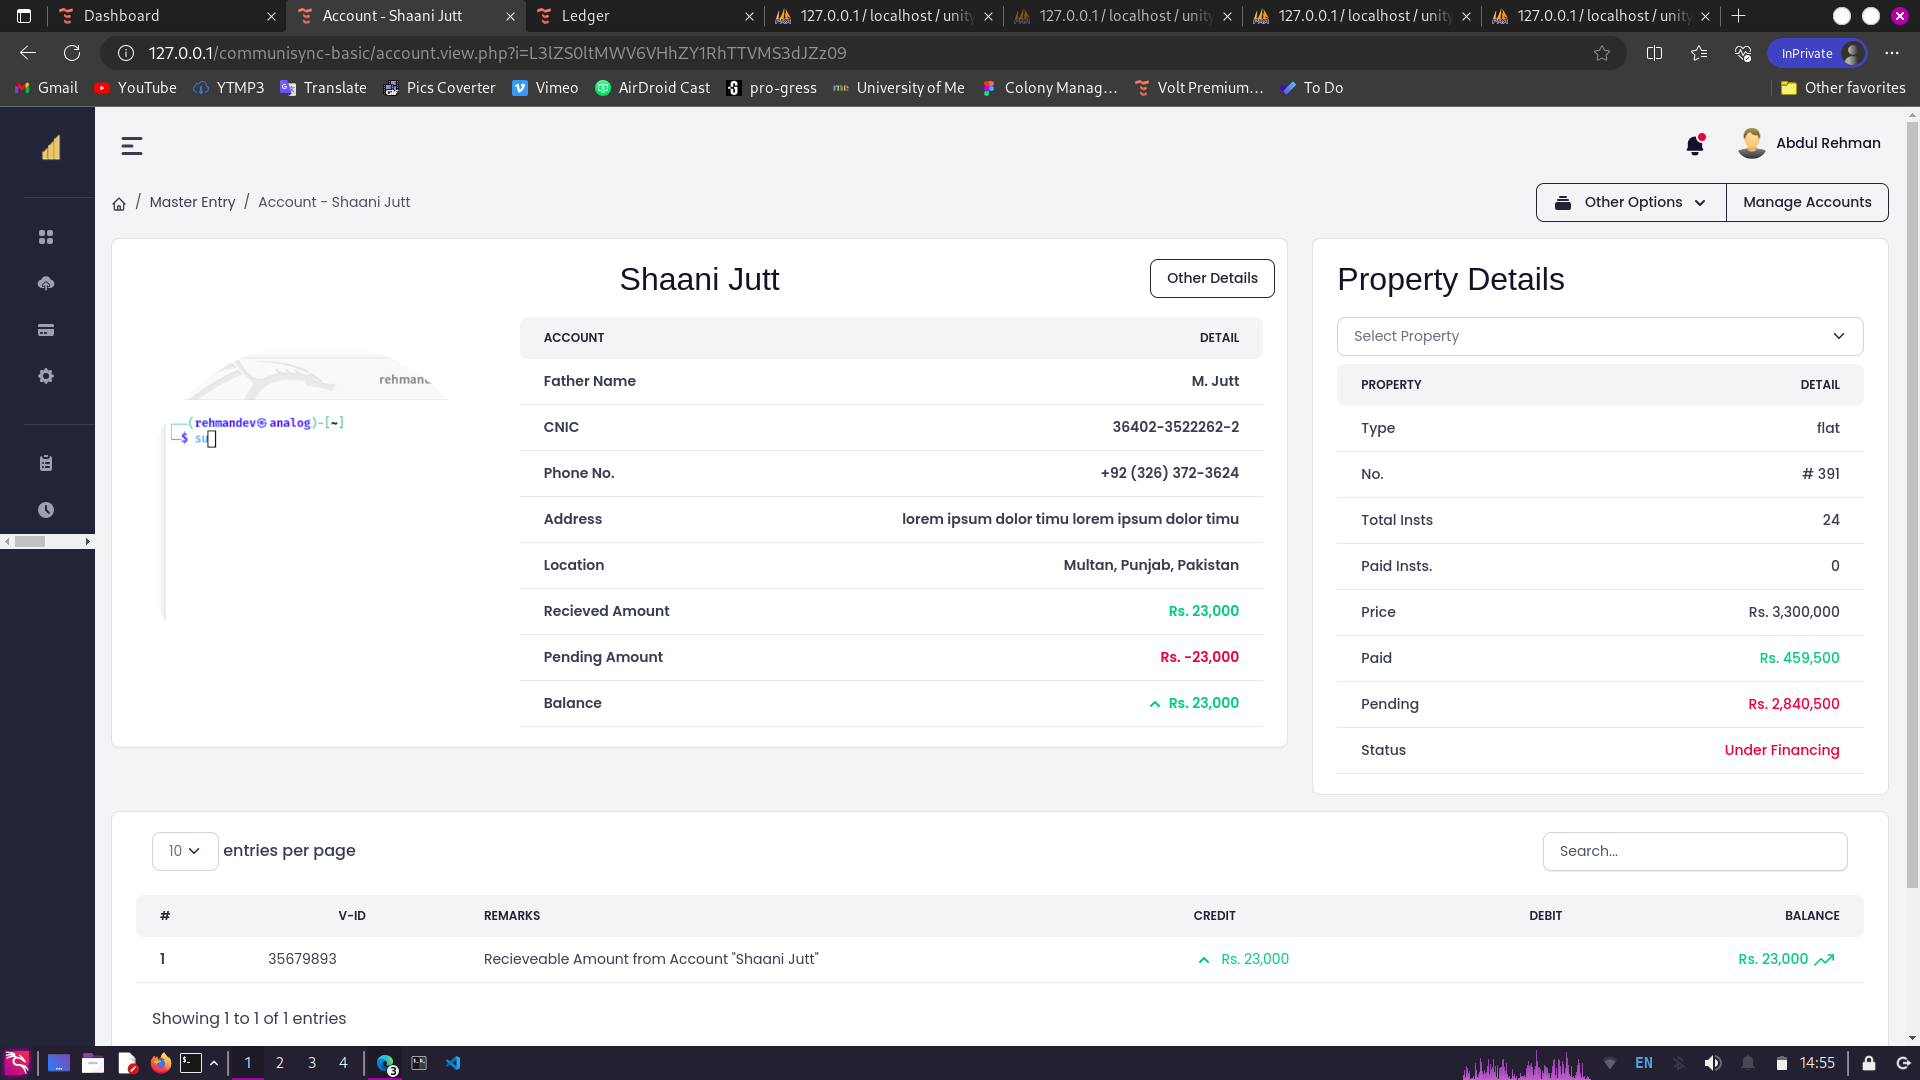 Dashboard
Account - Shaani Jutt
Ledger
127.0.0.1 / localhost / unity
127.0.0.1 / localhost / unity
127.0.0.1 / localhost / unity
127.0.0.1 / localhost / unity
127.0.0.1/communisync-basic/account.view.php?i=L3lZS0ltMWV6VHhZY1RhTTVMS3dJZz09
InPrivate
Gmail
YouTube
YTMP3
Translate
Pics Coverter
Vimeo
AirDroid Cast
pro-gress
University of Me
Colony Manag...
Volt Premium...
To Do
Other favorites
Abdul Rehman
/ Master Entry / Account - Shaani Jutt
Other Options
Manage Accounts
Shaani Jutt
Other Details
rehmand
(rehmandev㉿analog)-[~]
$ su
ACCOUNT DETAIL
Father Name M. Jutt
CNIC 36402-3522262-2
Phone No. +92 (326) 372-3624
Address lorem ipsum dolor timu lorem ipsum dolor timu
Location Multan, Punjab, Pakistan
Recieved Amount Rs. 23,000
Pending Amount Rs. -23,000
Balance Rs. 23,000
Property Details
Select Property
PROPERTY DETAIL
Type flat
No. # 391
Total Insts 24
Paid Insts. 0
Price Rs. 3,300,000
Paid Rs. 459,500
Pending Rs. 2,840,500
Status Under Financing
10 entries per page
Search...
# V-ID REMARKS CREDIT DEBIT BALANCE
1 35679893 Recieveable Amount from Account "Shaani Jutt" Rs. 23,000 Rs. 23,000
Showing 1 to 1 of 1 entries
1 2 3 4
3
EN
14:55